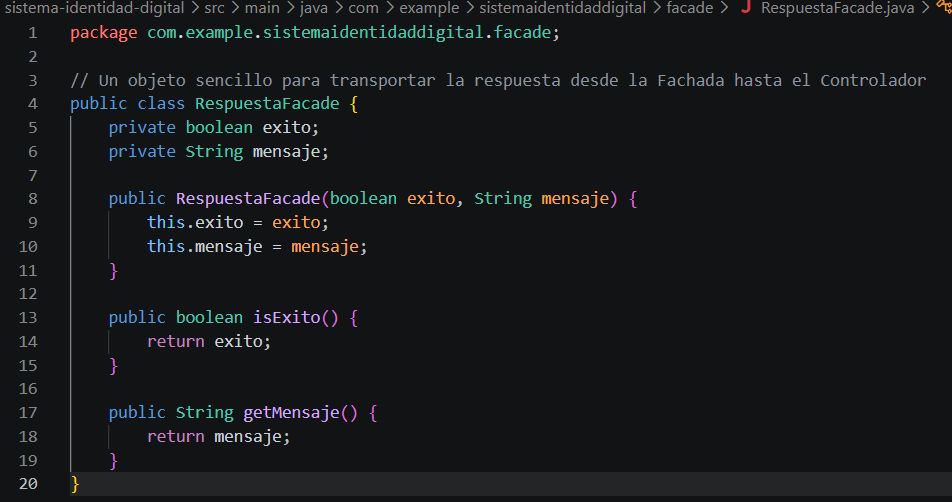 sistema-identidad-digital > src > main > java > com > example > sistemaidentidaddigital > facade > J RespuestaFacade.java >
1 package com.example.sistemaidentidaddigital.facade;
2
3 // Un objeto sencillo para transportar la respuesta desde la Fachada hasta el Controlador
4 public class RespuestaFacade {
5     private boolean exito;
6     private String mensaje;
7
8     public RespuestaFacade(boolean exito, String mensaje) {
9         this.exito = exito;
10         this.mensaje = mensaje;
11     }
12
13     public boolean isExito() {
14         return exito;
15     }
16
17     public String getMensaje() {
18         return mensaje;
19     }
20 }